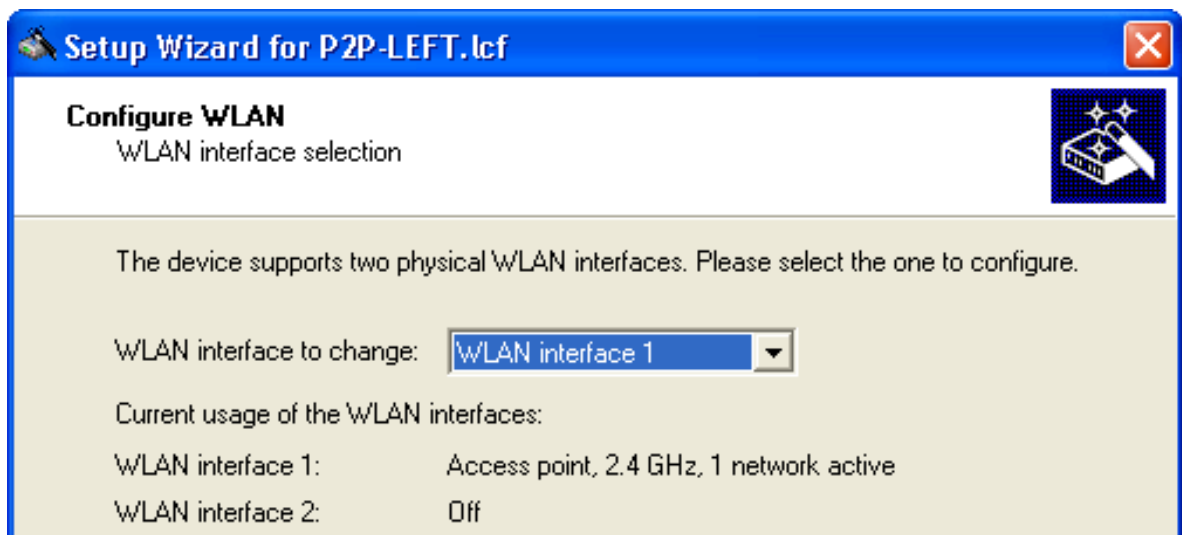 Setup Wizard for P2P-LEFT.lcf
Configure WLAN
WLAN interface selection
The device supports two physical WLAN interfaces. Please select the one to configure.
WLAN interface to change: WLAN interface 1
Current usage of the WLAN interfaces:
WLAN interface 1: Access point, 2.4 GHz, 1 network active
WLAN interface 2: Off